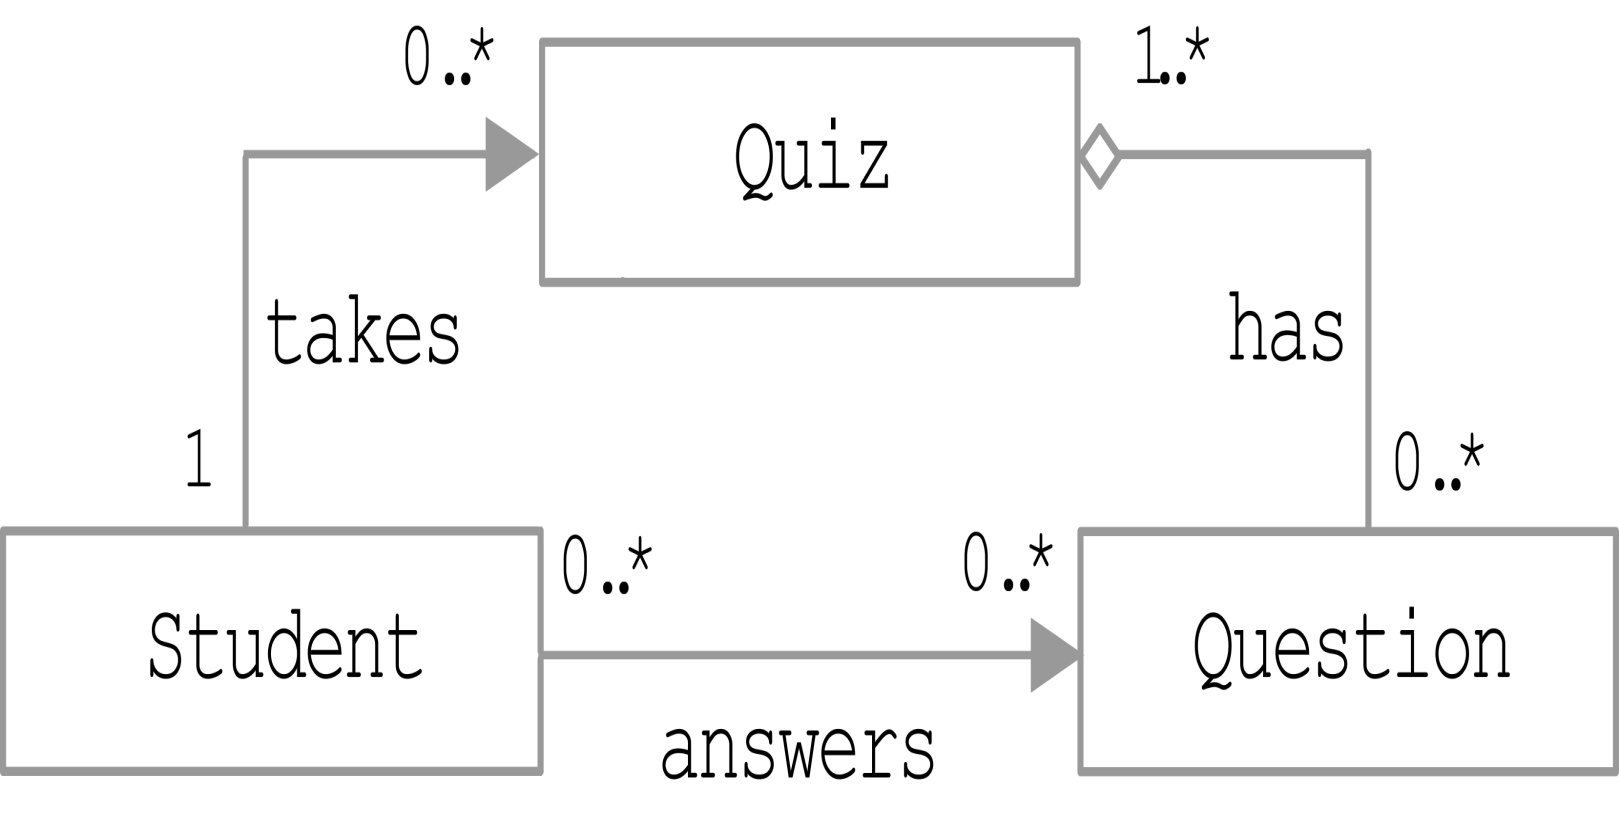 0..*
1..*
Quiz
takes
has
1
0..*
0..*
0..*
Student
Question
answers